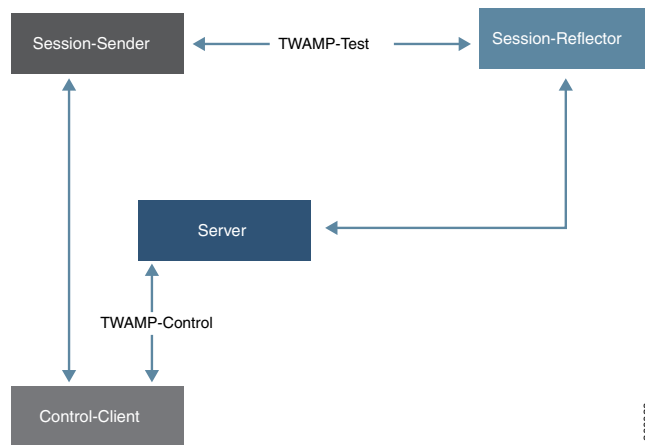 Session-Sender
TWAMP-Test
Session-Reflector
Server
TWAMP-Control
Control-Client